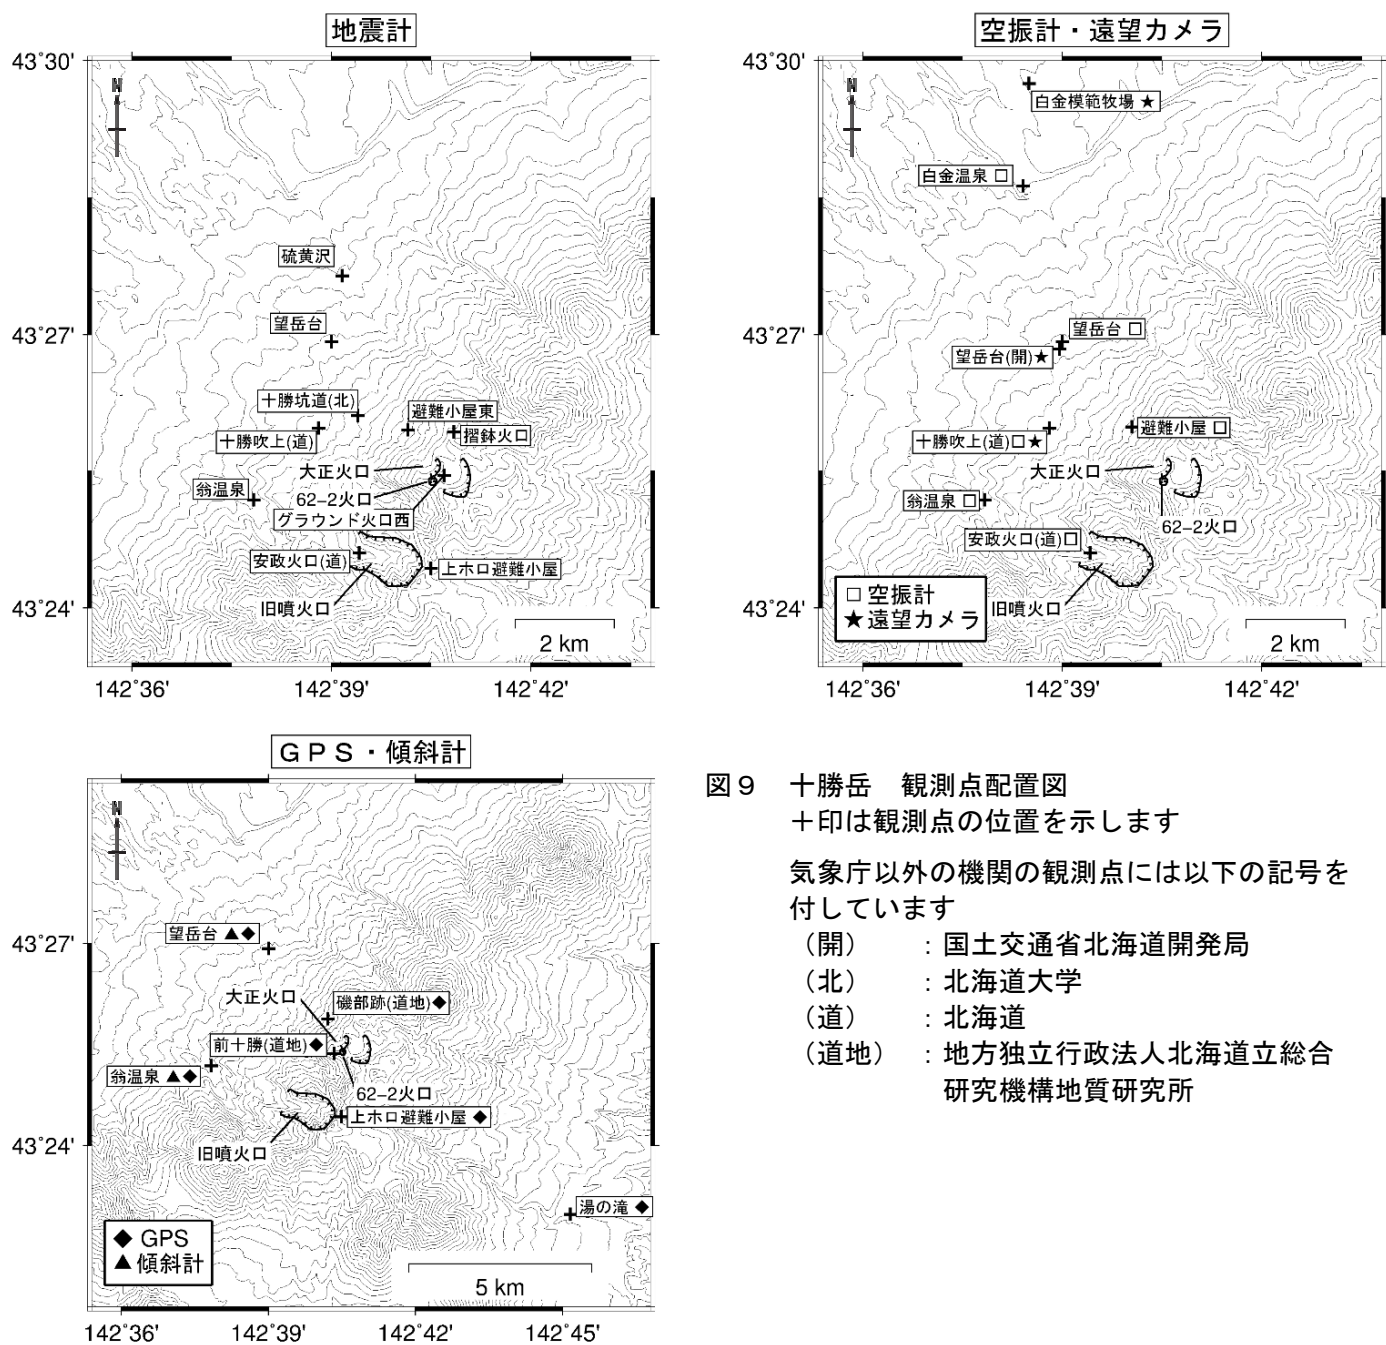 地震計
43°30'
N
硫黄沢
望岳台
43°27'
十勝坑道(北)
避難小屋東
十勝吹上(道)
摺鉢火口
大正火口
翁温泉
62-2火口
グラウンド火口西
安政火口(道)
上ホロ避難小屋
旧噴火口
43°24'
2 km
142°36'
142°39'
142°42'
空振計・遠望カメラ
43°30'
N
白金模範牧場 ★
白金温泉 □
望岳台 □
43°27'
望岳台(開)★
避難小屋 □
十勝吹上(道)□★
大正火口
翁温泉 □
62-2火口
安政火口(道)□
□ 空振計
★遠望カメラ
旧噴火口
43°24'
2 km
142°36'
142°39'
142°42'
GPS・傾斜計
N
望岳台 ▲◆
43°27'
大正火口
磯部跡(道地)◆
前十勝(道地)◆
翁温泉 ▲◆
62-2火口
上ホロ避難小屋 ◆
43°24'
旧噴火口
湯の滝 ◆
◆ GPS
▲傾斜計
5 km
142°36'
142°39'
142°42'
142°45'
図9 十勝岳 観測点配置図
+印は観測点の位置を示します
気象庁以外の機関の観測点には以下の記号を
付しています
(開) :国土交通省北海道開発局
(北) :北海道大学
(道) :北海道
(道地) :地方独立行政法人北海道立総合
研究機構地質研究所